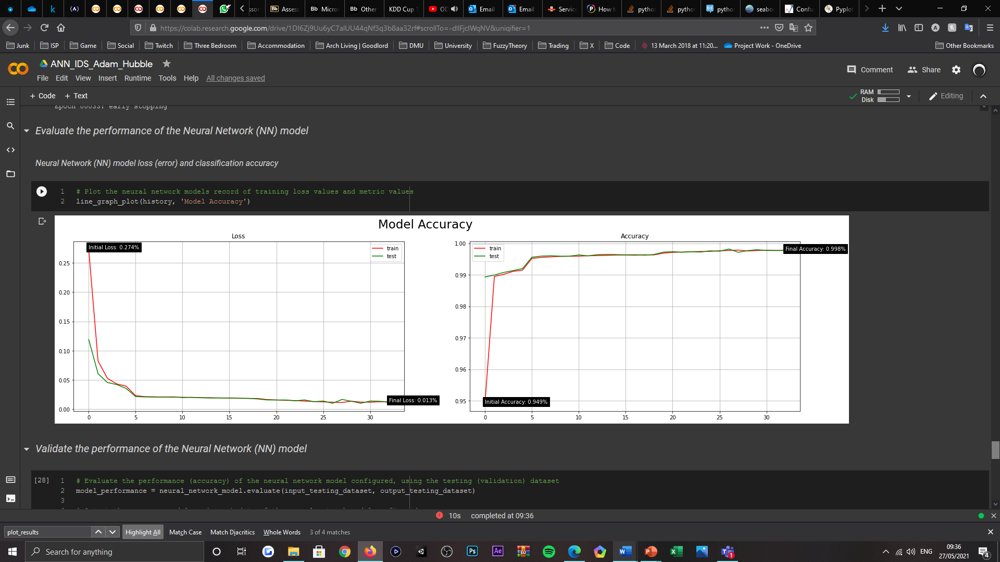 ssor
Assess
Bb Micros
Bb Other
KDD Cup
OD
Email
Email
Service
How t
pytho
pytho
pytho
seabo
Confu
Pyplot
https://colab.research.google.com/drive/1DI6Zj9Uu6yC7aIUU44qNf3q3b8aa32rf#scrollTo=-dIlFjcIWqNV&uniqifier=1
Junk ISP Game Social Twitch Three Bedroom Accommodation Arch Living | Goodlord DMU University FuzzyTheory Trading X Code 13 March 2018 at 11:20... Project Work - OneDrive Other Bookmarks
ANN_IDS_Adam_Hubble
Comment Share
File Edit View Insert Runtime Tools Help All changes saved
+ Code + Text
RAM
Disk
Editing
Epoch 00033: early stopping
Evaluate the performance of the Neural Network (NN) model
Neural Network (NN) model loss (error) and classification accuracy
1 # Plot the neural network models record of training loss values and metric values
2 line_graph_plot(history, 'Model Accuracy')
Model Accuracy
Loss
Initial Loss: 0.274%
train
test
0.25
0.20
0.15
0.10
0.05
0.00
Final Loss: 0.013%
0 5 10 15 20 25 30
Accuracy
train
test
Final Accuracy: 0.998%
1.00
0.99
0.98
0.97
0.96
0.95
Initial Accuracy: 0.949%
0 5 10 15 20 25 30
Validate the performance of the Neural Network (NN) model
[28] 1 # Evaluate the performance (accuracy) of the neural network model configured, using the testing (validation) dataset
2 model_performance = neural_network_model.evaluate(input_testing_dataset, output_testing_dataset)
3
10s completed at 09:36
plot_results Highlight All Match Case Match Diacritics Whole Words 3 of 4 matches
Search for anything
Ps
Ae
ENG
09:36
27/05/2021
4